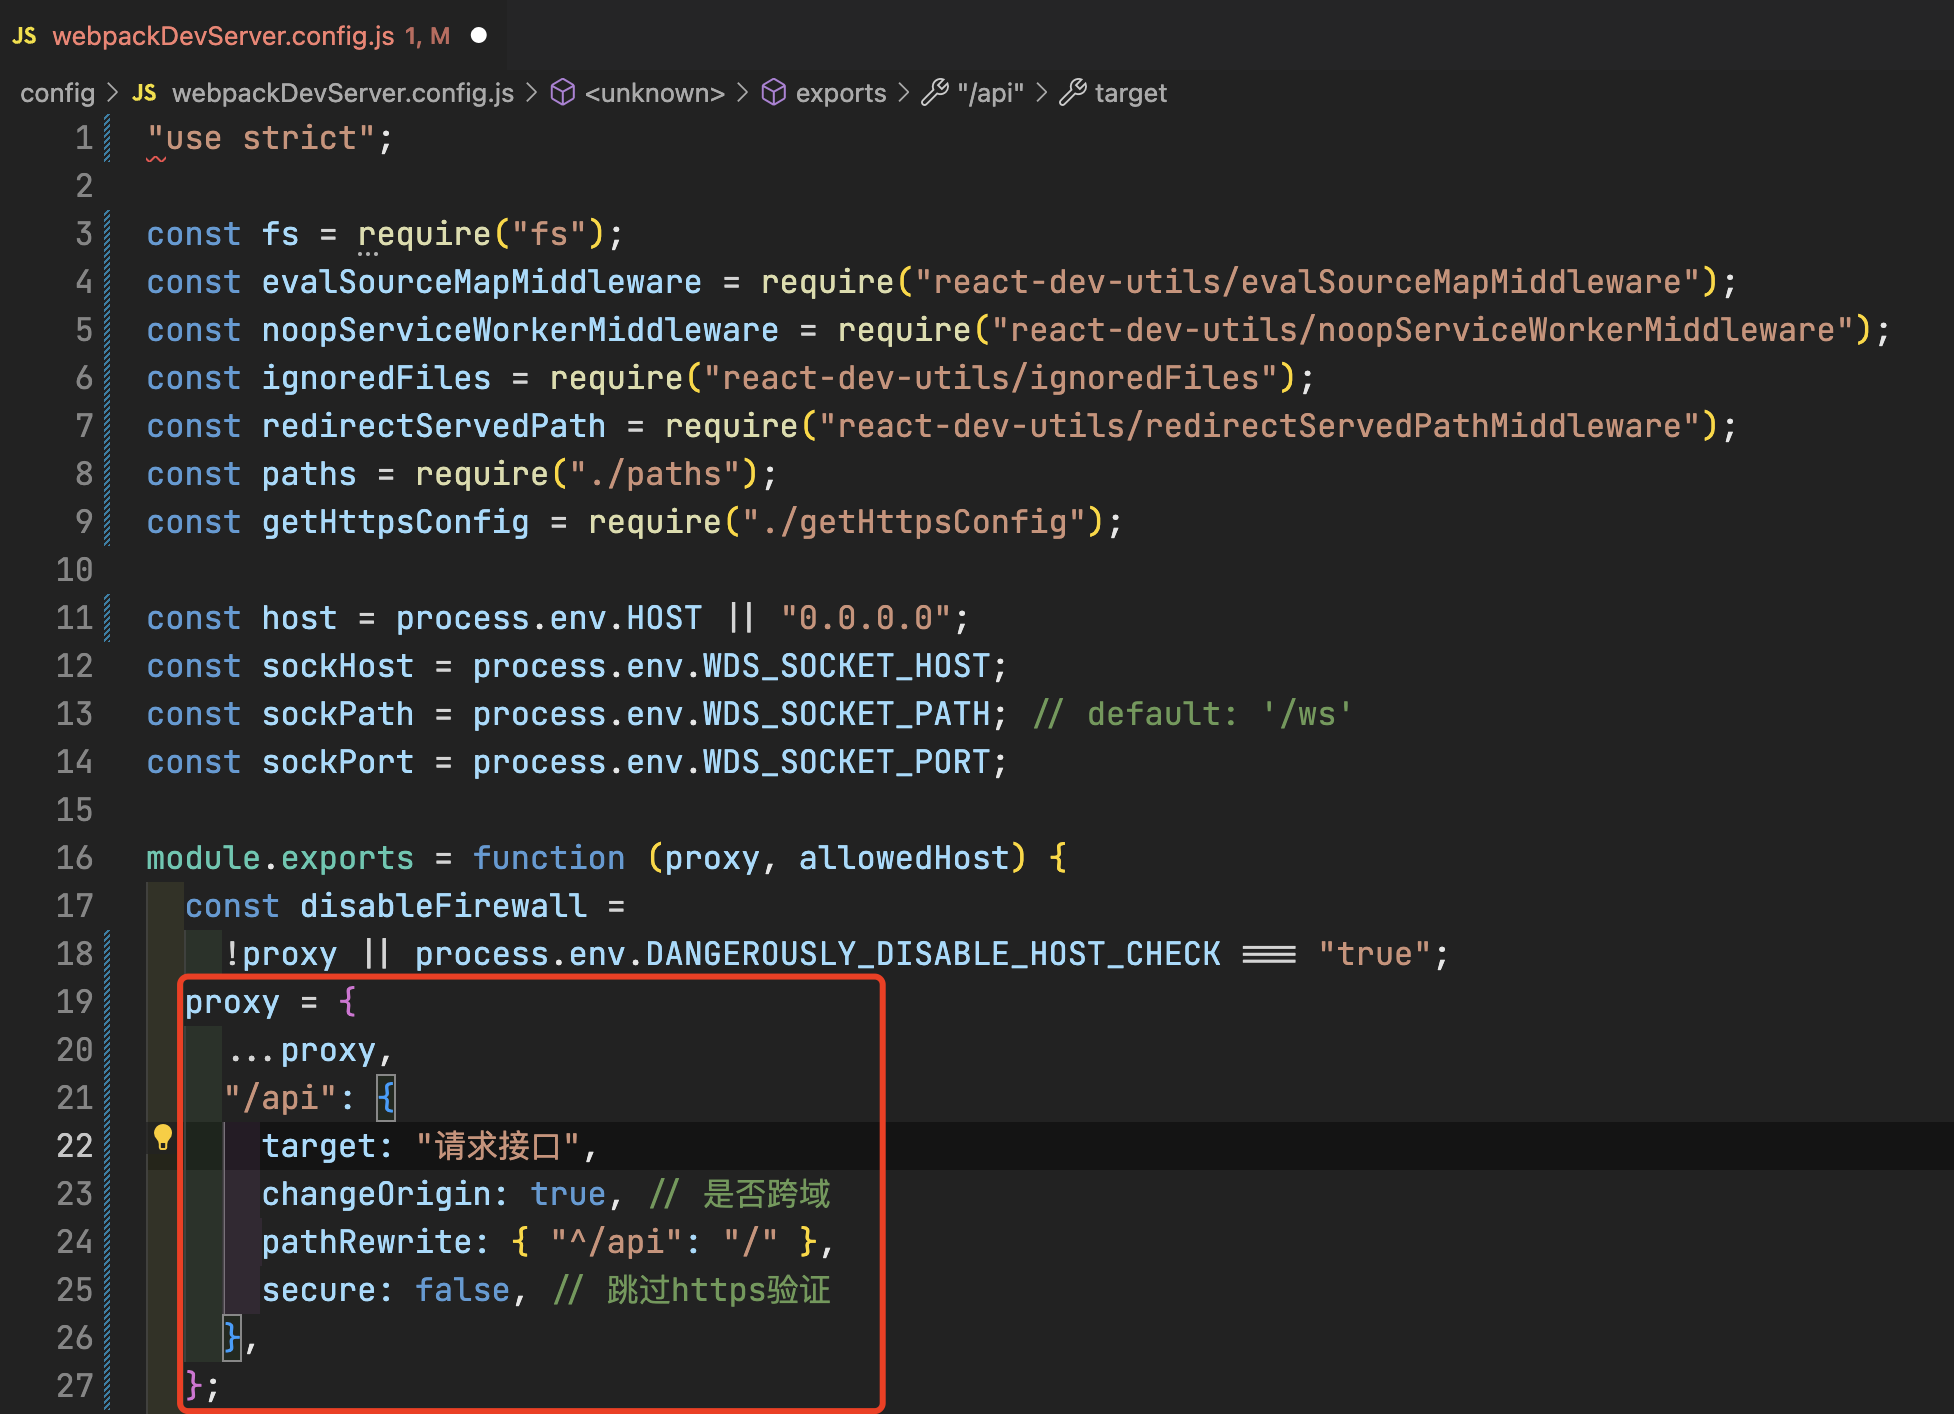 JS webpackDevServer.config.js 1, M
config > JS webpackDevServer.config.js > <unknown> > exports > "/api" > target
1 "use strict";
2
3 const fs = require("fs");
4 const evalSourceMapMiddleware = require("react-dev-utils/evalSourceMapMiddleware");
5 const noopServiceWorkerMiddleware = require("react-dev-utils/noopServiceWorkerMiddleware");
6 const ignoredFiles = require("react-dev-utils/ignoredFiles");
7 const redirectServedPath = require("react-dev-utils/redirectServedPathMiddleware");
8 const paths = require("./paths");
9 const getHttpsConfig = require("./getHttpsConfig");
10
11 const host = process.env.HOST || "0.0.0.0";
12 const sockHost = process.env.WDS_SOCKET_HOST;
13 const sockPath = process.env.WDS_SOCKET_PATH; // default: '/ws'
14 const sockPort = process.env.WDS_SOCKET_PORT;
15
16 module.exports = function (proxy, allowedHost) {
17   const disableFirewall =
18     !proxy || process.env.DANGEROUSLY_DISABLE_HOST_CHECK === "true";
19   proxy = {
20     ...proxy,
21     "/api": {
22       target: "请求接口",
23       changeOrigin: true, // 是否跨域
24       pathRewrite: { "^/api": "/" },
25       secure: false, // 跳过https验证
26     },
27   };